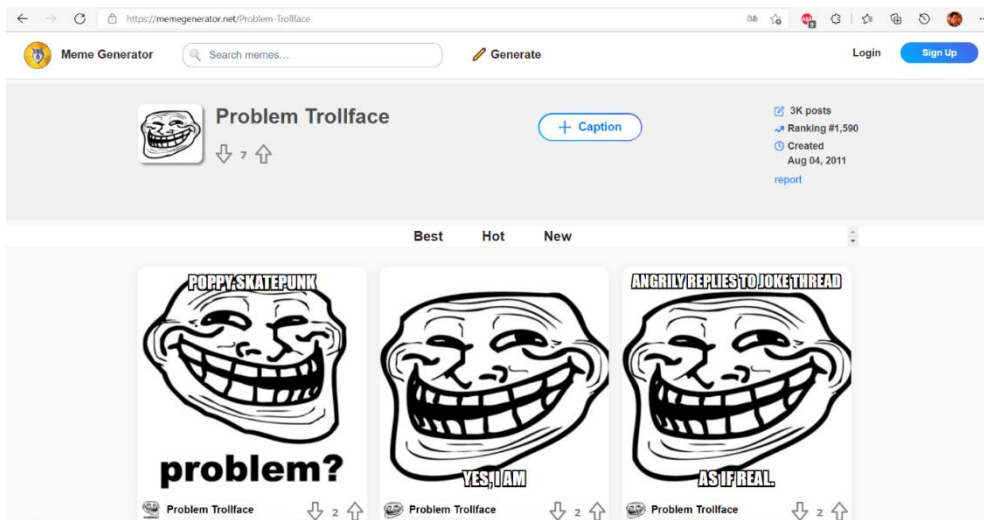 https://memegenerator.net/Problem-Trollface
Meme Generator
Search memes...
Generate
Login
Sign Up
Problem Trollface
7
+ Caption
3K posts
Ranking #1,590
Created
Aug 04, 2011
report
Best Hot New
POPPY SKATEPUNK
problem?
Problem Trollface
2
YES, I AM
Problem Trollface
2
ANGRILY REPLIES TO JOKE THREAD
AS IF REAL.
Problem Trollface
2